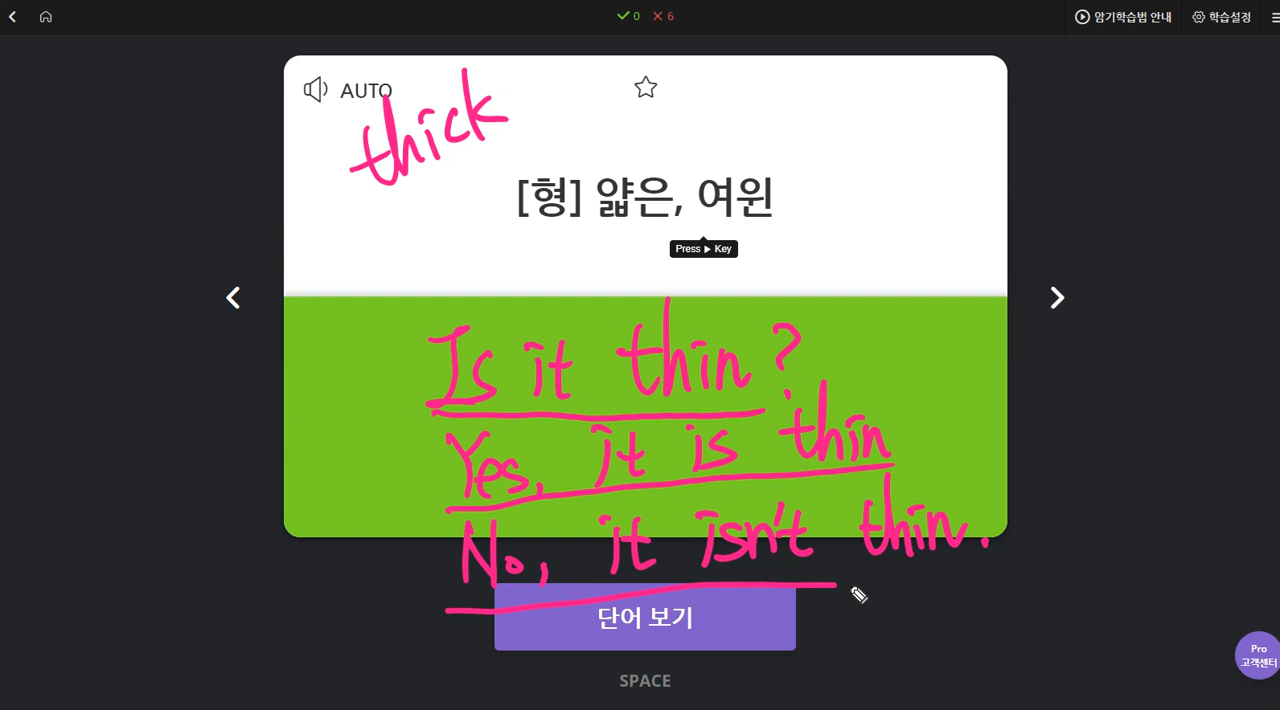 0 6 암기학습법 안내 학습설정
AUTO
thick
[형] 얇은, 여윈
Press ▶ Key
Is it thin?
Yes, it is thin
No, it isn't thin.
단어 보기
SPACE
Pro
고객센터